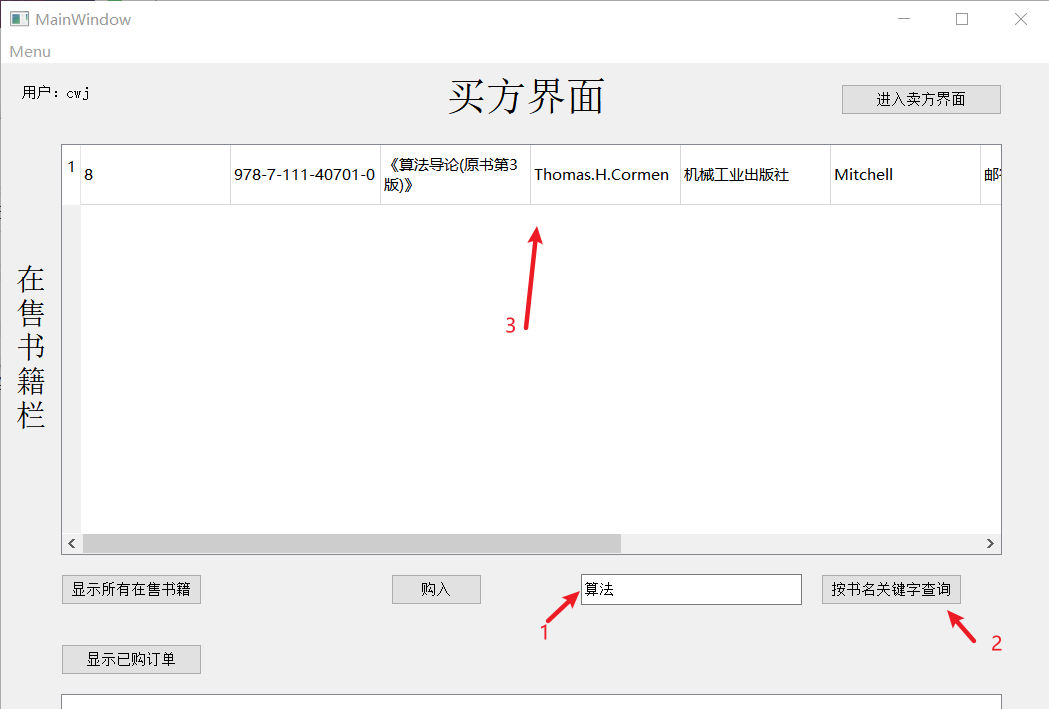 MainWindow
Menu
用户：cwj
买方界面
进入卖方界面
1
8
978-7-111-40701-0
《算法导论(原书第3
版)》
Thomas.H.Cormen
机械工业出版社
Mitchell
3
在售书籍栏
显示所有在售书籍
购入
算法
按书名关键字查询
1
2
显示已购订单